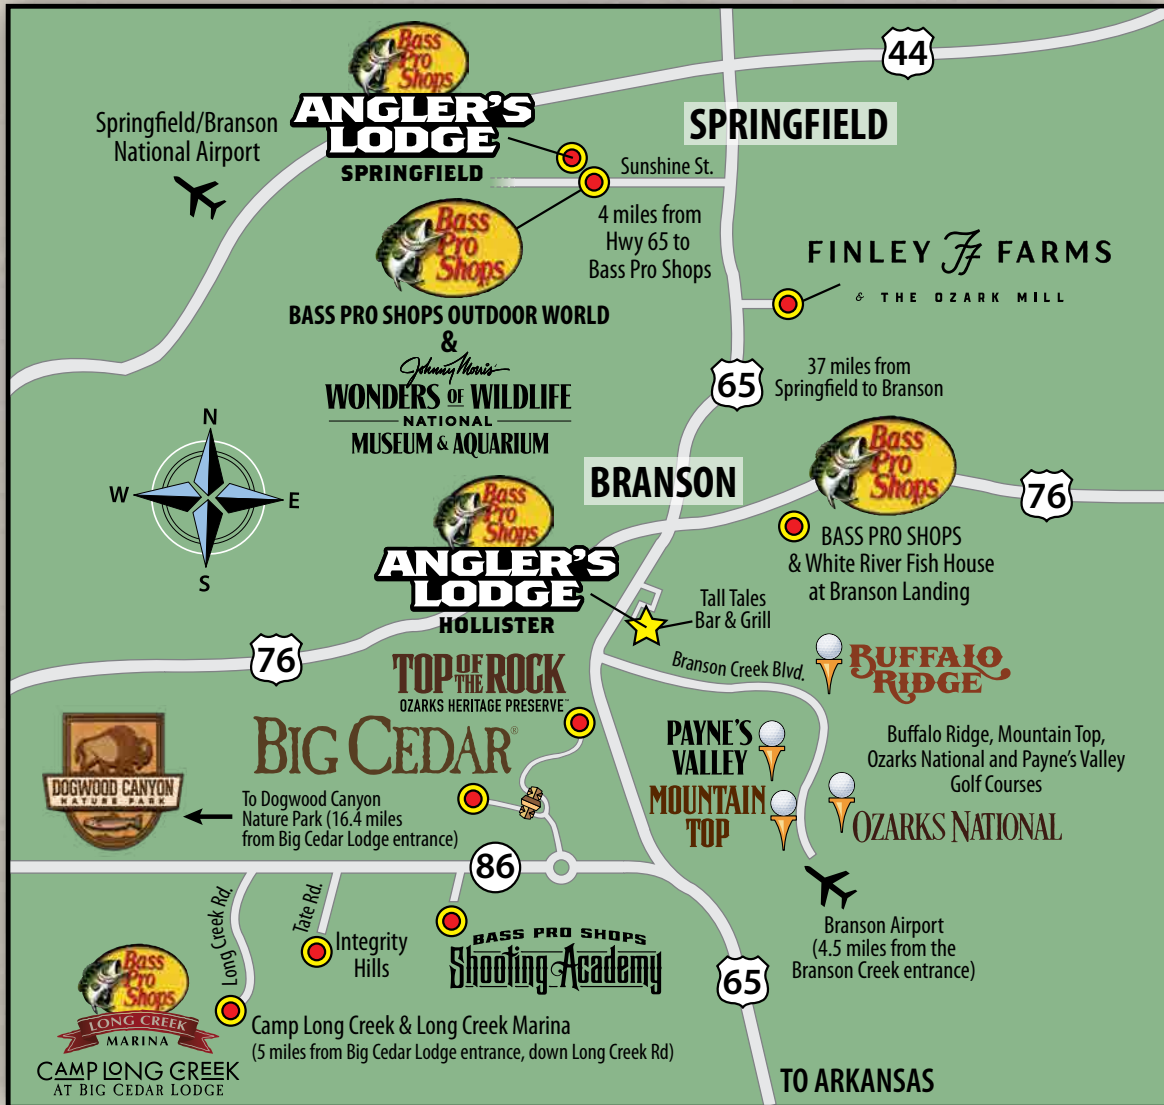 Bass
Pro
Shops
ANGLER'S
LODGE
SPRINGFIELD
44
SPRINGFIELD
Springfield/Branson
National Airport
Sunshine St.
4 miles from
Hwy 65 to
Bass Pro Shops
Bass
Pro
Shops
BASS PRO SHOPS OUTDOOR WORLD
&
Johnny Morris'
WONDERS OF WILDLIFE
NATIONAL
MUSEUM & AQUARIUM
FINLEY FF FARMS
& THE OZARK MILL
65
37 miles from
Springfield to Branson
N
W
E
S
BRANSON
Bass
Pro
Shops
76
BASS PRO SHOPS
& White River Fish House
at Branson Landing
Bass
Pro
Shops
ANGLER'S
LODGE
HOLLISTER
Tall Tales
Bar & Grill
76
Branson Creek Blvd.
BUFFALO
RIDGE
TOP OF THE ROCK
OZARKS HERITAGE PRESERVE™
BIG CEDAR®
PAYNE'S
VALLEY
MOUNTAIN
TOP
Buffalo Ridge, Mountain Top,
Ozarks National and Payne's Valley
Golf Courses
OZARKS NATIONAL
DOGWOOD CANYON
NATURE PARK
To Dogwood Canyon
Nature Park (16.4 miles
from Big Cedar Lodge entrance)
86
Long Creek Rd.
Tate Rd.
Integrity
Hills
BASS PRO SHOPS
Shooting Academy
Branson Airport
(4.5 miles from the
Branson Creek entrance)
65
Bass
Pro
Shops
LONG CREEK
MARINA
CAMP LONG CREEK
AT BIG CEDAR LODGE
Camp Long Creek & Long Creek Marina
(5 miles from Big Cedar Lodge entrance, down Long Creek Rd)
TO ARKANSAS